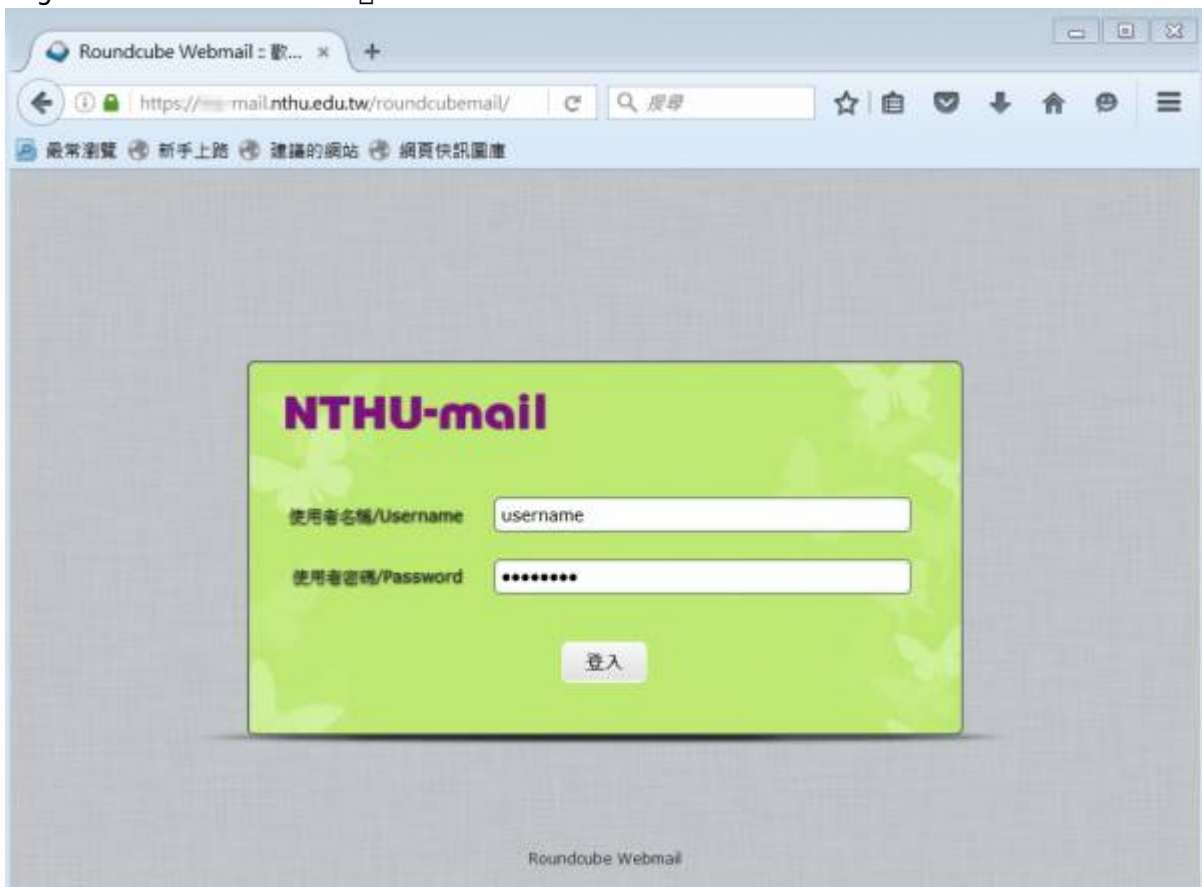 Roundcube Webmail :: 歡...
https://mail.nthu.edu.tw/roundcubemail/
搜尋
最常瀏覽 新手上路 建議的網站 網頁快訊圖庫
NTHU-mail
使用者名稱/Username username
使用者密碼/Password ••••••••
登入
Roundcube Webmail